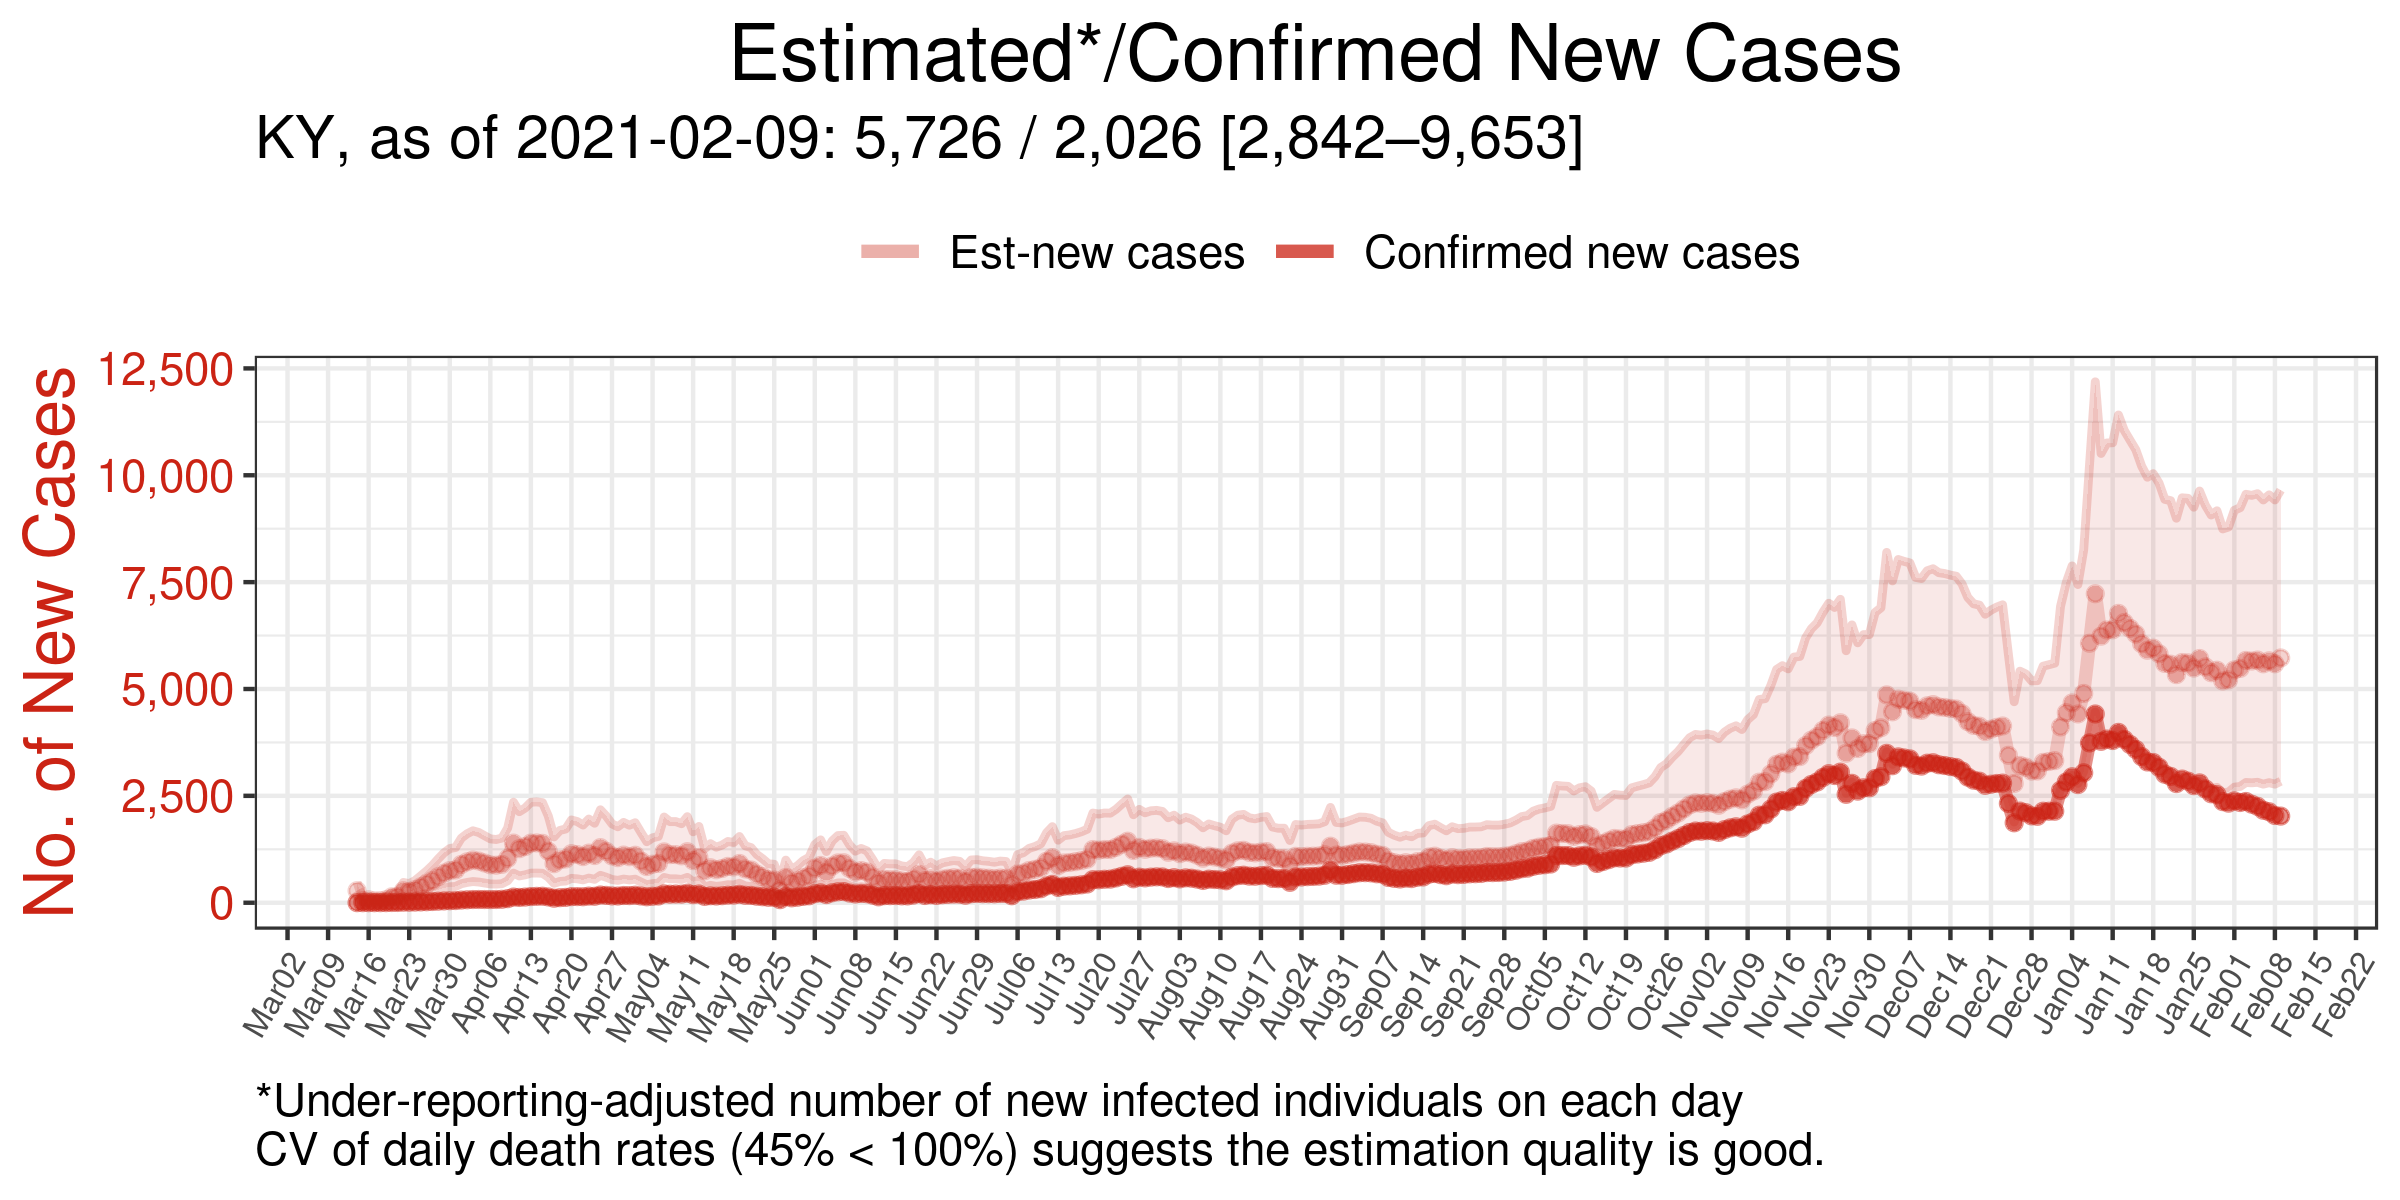 Estimated*/Confirmed New Cases
KY, as of 2021-02-09: 5,726 / 2,026 [2,842–9,653]
Est-new cases Confirmed new cases
No. of New Cases
12,500
10,000
7,500
5,000
2,500
0
Mar02 Mar09 Mar16 Mar23 Mar30 Apr06 Apr13 Apr20 Apr27 May04 May11 May18 May25 Jun01 Jun08 Jun15 Jun22 Jun29 Jul06 Jul13 Jul20 Jul27 Aug03 Aug10 Aug17 Aug24 Aug31 Sep07 Sep14 Sep21 Sep28 Oct05 Oct12 Oct19 Oct26 Nov02 Nov09 Nov16 Nov23 Nov30 Dec07 Dec14 Dec21 Dec28 Jan04 Jan11 Jan18 Jan25 Feb01 Feb08 Feb15 Feb22
*Under-reporting-adjusted number of new infected individuals on each day
CV of daily death rates (45% < 100%) suggests the estimation quality is good.